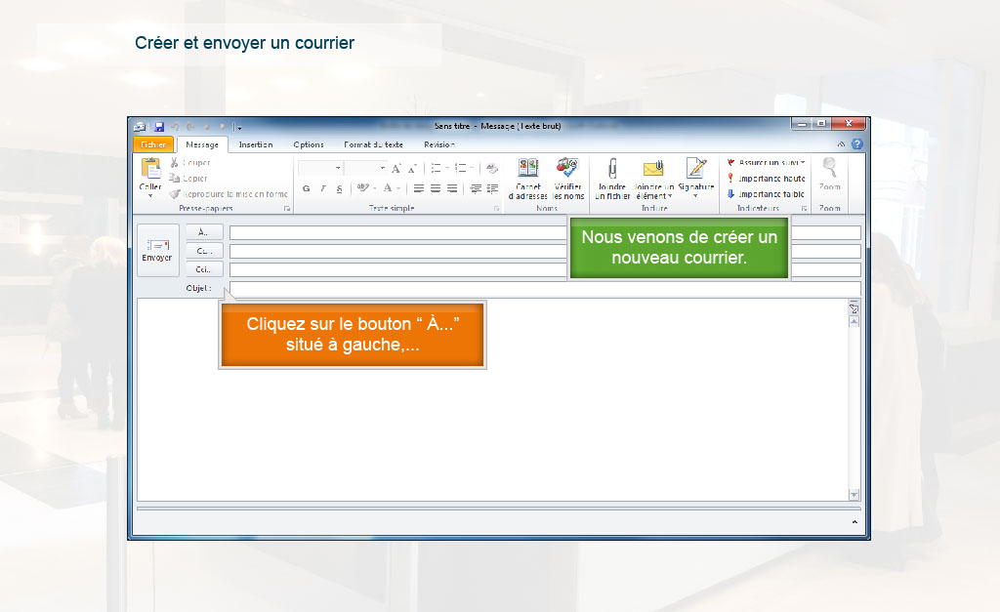 Créer et envoyer un courrier
Sans titre - Message (Texte brut)
Fichier Message Insertion Options Format du texte Révision
Coller
Couper
Copier
Reproduire la mise en forme
Presse-papiers
G I S
A A
Texte simple
Carnet d'adresses
Vérifier les noms
Noms
Joindre un fichier
Joindre un élément
Signature
Inclure
Assurer un suivi
Importance haute
Importance faible
Indicateurs
Zoom
Zoom
Envoyer
À...
Cc...
Cci...
Objet :
Nous venons de créer un
nouveau courrier.
Cliquez sur le bouton “ À...”
situé à gauche,...